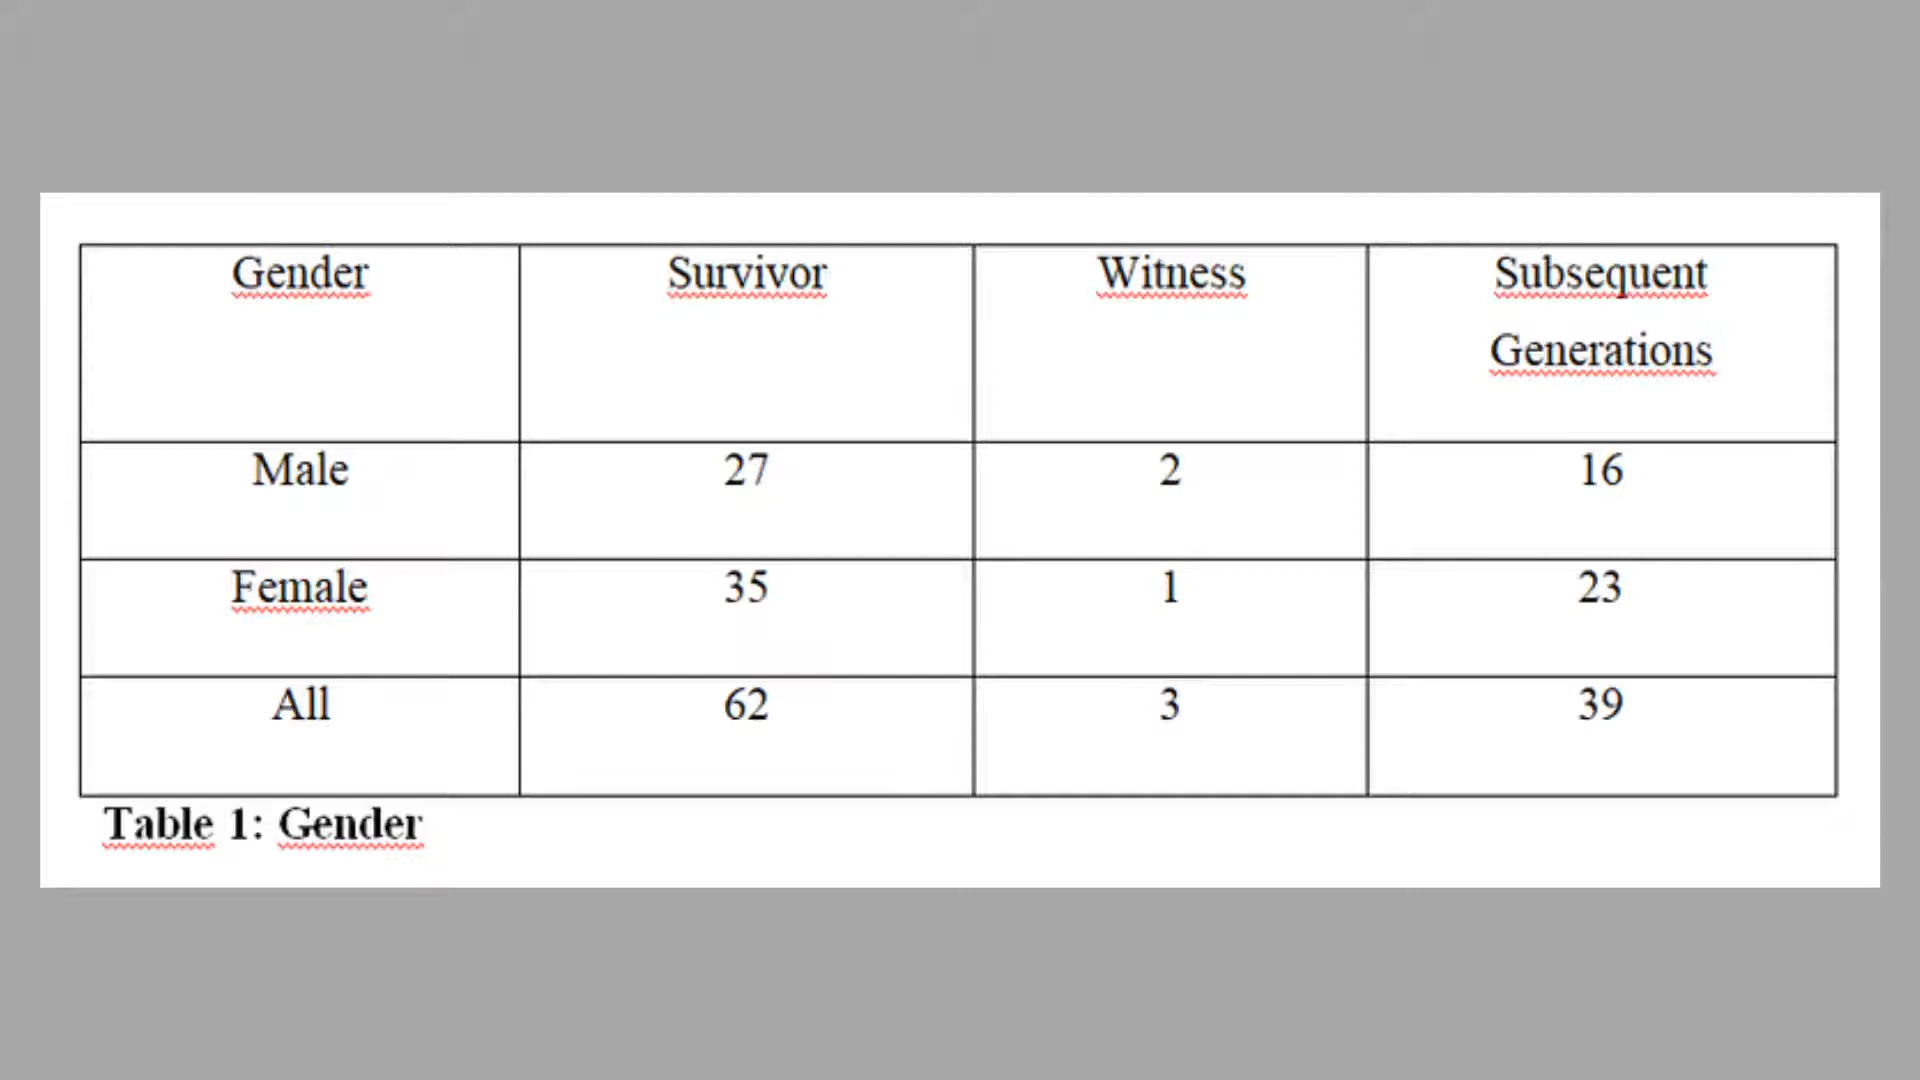 Gender Survivor Witness Subsequent
Generations
Male 27 2 16
Female 35 1 23
All 62 3 39
Table 1: Gender